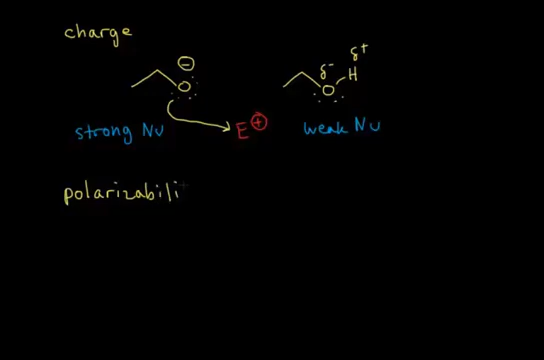 charge
⊖ δ- δ+
O O H
strong Nu E⊕ weak Nu
polarizabili